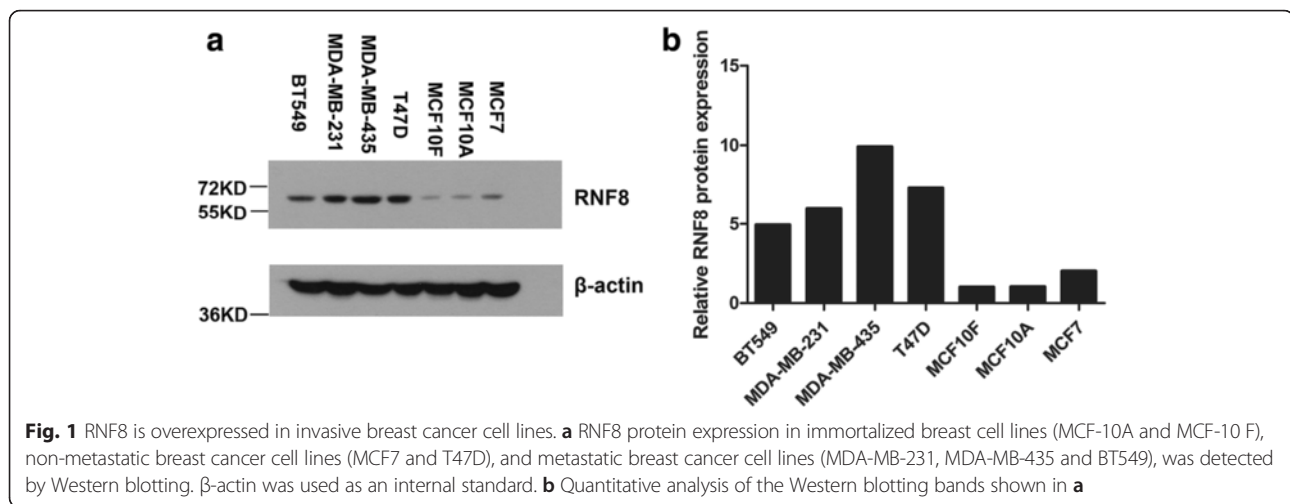 a
BT549
MDA-MB-231
MDA-MB-435
T47D
MCF10F
MCF10A
MCF7
72KD
55KD
RNF8
36KD
β-actin
b
Relative RNF8 protein expression
15
10
5
0
BT549
MDA-MB-231
MDA-MB-435
T47D
MCF10F
MCF10A
MCF7
Fig. 1 RNF8 is overexpressed in invasive breast cancer cell lines. a RNF8 protein expression in immortalized breast cell lines (MCF-10A and MCF-10 F),
non-metastatic breast cancer cell lines (MCF7 and T47D), and metastatic breast cancer cell lines (MDA-MB-231, MDA-MB-435 and BT549), was detected
by Western blotting. β-actin was used as an internal standard. b Quantitative analysis of the Western blotting bands shown in a